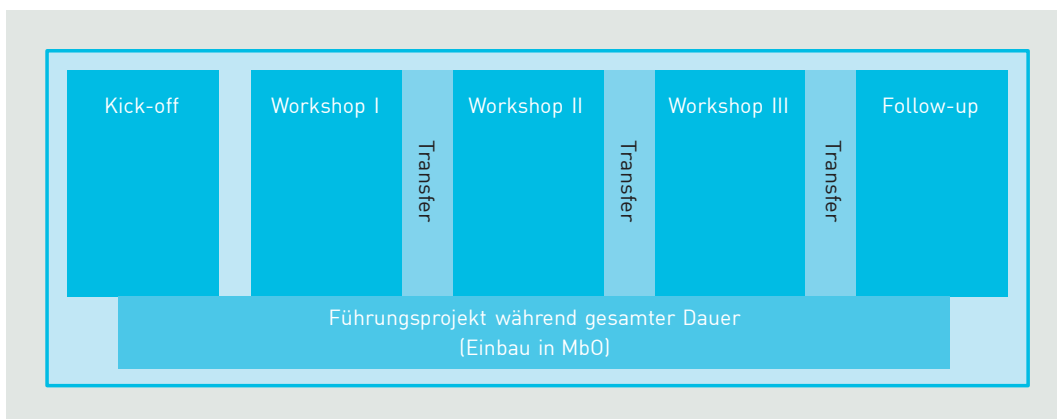 Kick-off
Workshop I
Transfer
Workshop II
Transfer
Workshop III
Transfer
Follow-up
Führungsprojekt während gesamter Dauer
(Einbau in MbO)